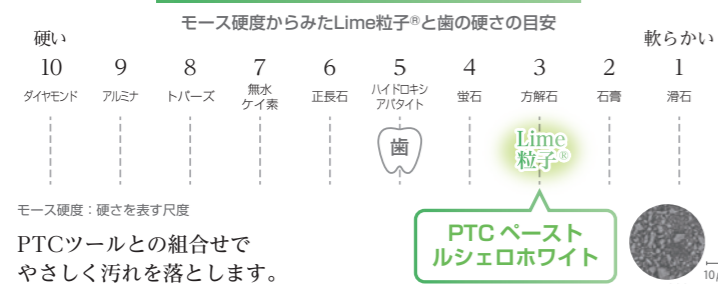 モース硬度からみたLime粒子®と歯の硬さの目安
硬い
軟らかい
10 9 8 7 6 5 4 3 2 1
ダイヤモンド アルミナ トパーズ 無水ケイ素 正長石 ハイドロキシアパタイト 蛍石 方解石 石膏 滑石
歯
Lime
粒子®
モース硬度：硬さを表す尺度
PTCツールとの組合せで
やさしく汚れを落とします。
PTC ペースト
ルシェロホワイト